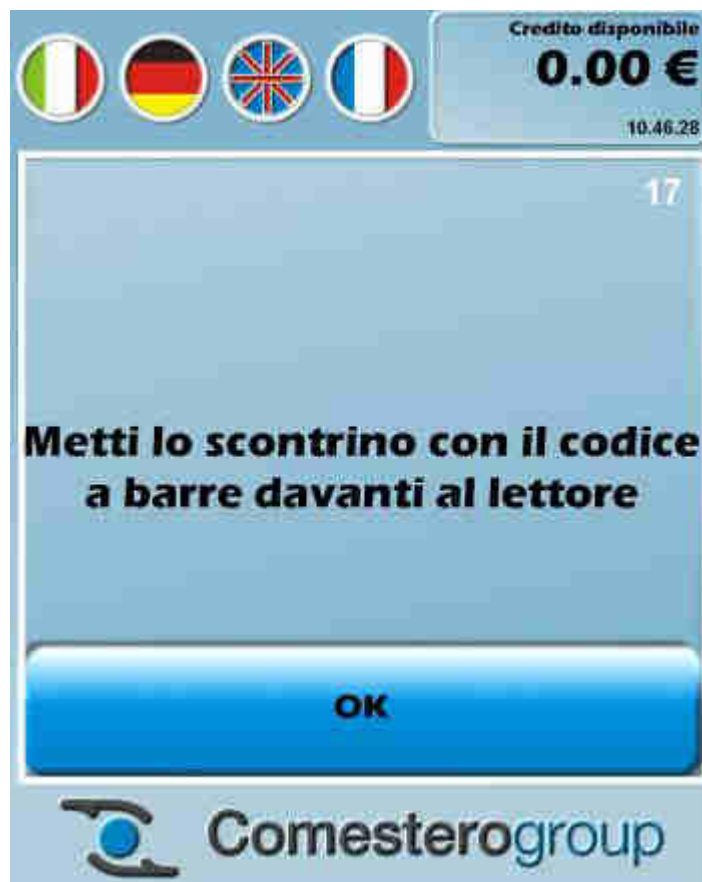 Credito disponibile
0.00 €
10.46.28
17
Metti lo scontrino con il codice
a barre davanti al lettore
OK
Comesterogroup